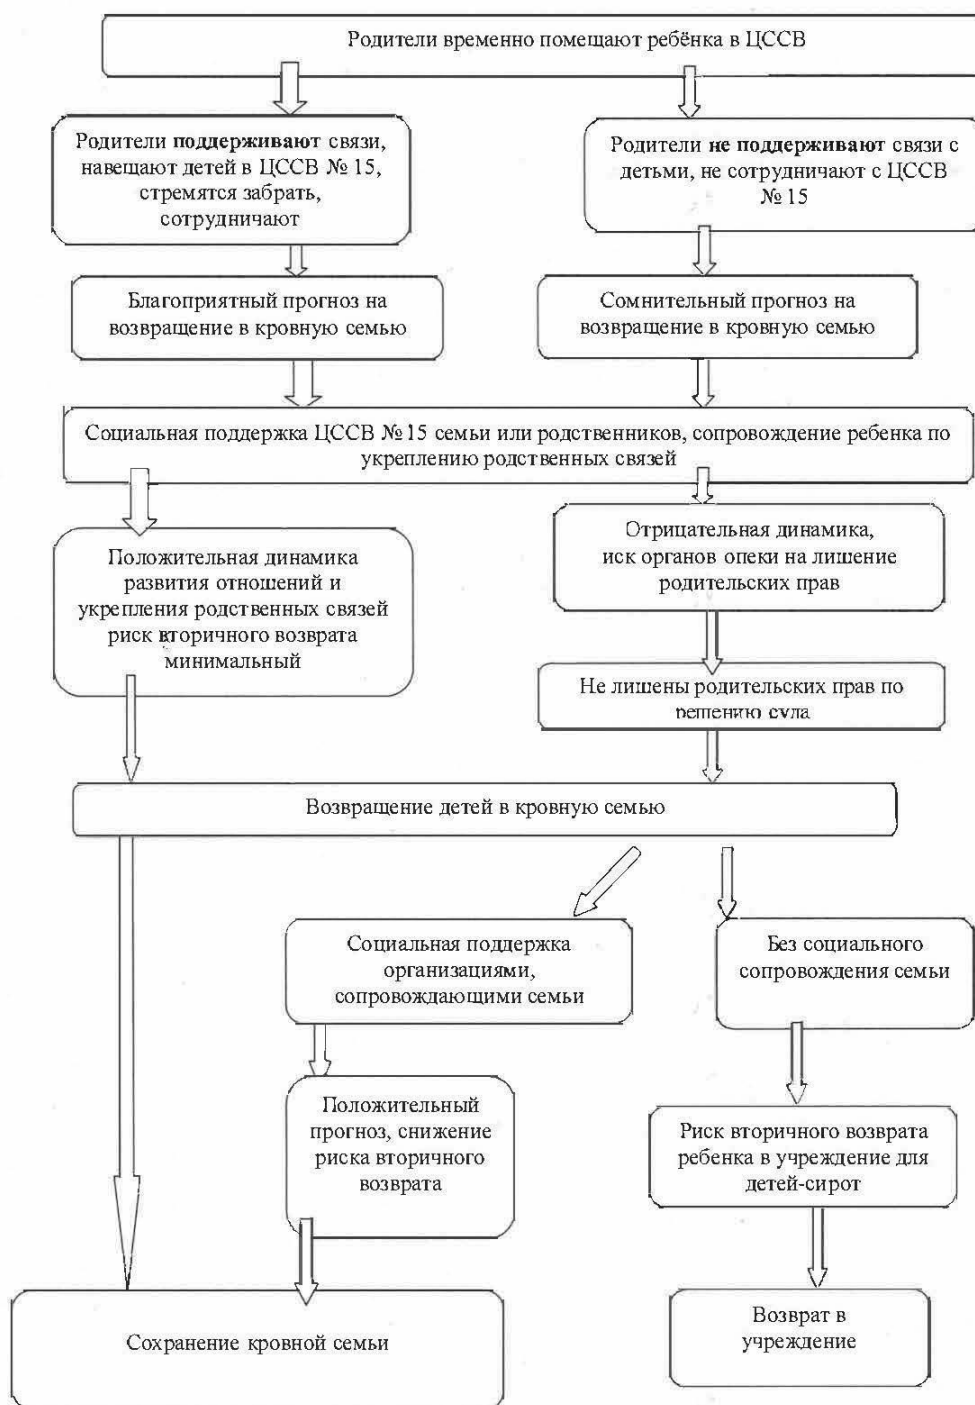 Родители временно помещают ребёнка в ЦССВ
Родители поддерживают связи,
навещают детей в ЦССВ № 15,
стремятся забрать,
сотрудничают
Родители не поддерживают связи с
детьми, не сотрудничают с ЦССВ
№ 15
Благоприятный прогноз на
возвращение в кровную семью
Сомнительный прогноз на
возвращение в кровную семью
Социальная поддержка ЦССВ № 15 семьи или родственников, сопровождение ребенка по
укреплению родственных связей
Положительная динамика
развития отношений и
укрепления родственных связей
риск вторичного возврата
минимальный
Отрицательная динамика,
иск органов опеки на лишение
родительских прав
Не лишены родительских прав по
решению суда
Возвращение детей в кровную семью
Социальная поддержка
организациями,
сопровождающими семьи
Без социального
сопровождения семьи
Положительный
прогноз, снижение
риска вторичного
возврата
Риск вторичного возврата
ребенка в учреждение для
детей-сирот
Сохранение кровной семьи
Возврат в
учреждение